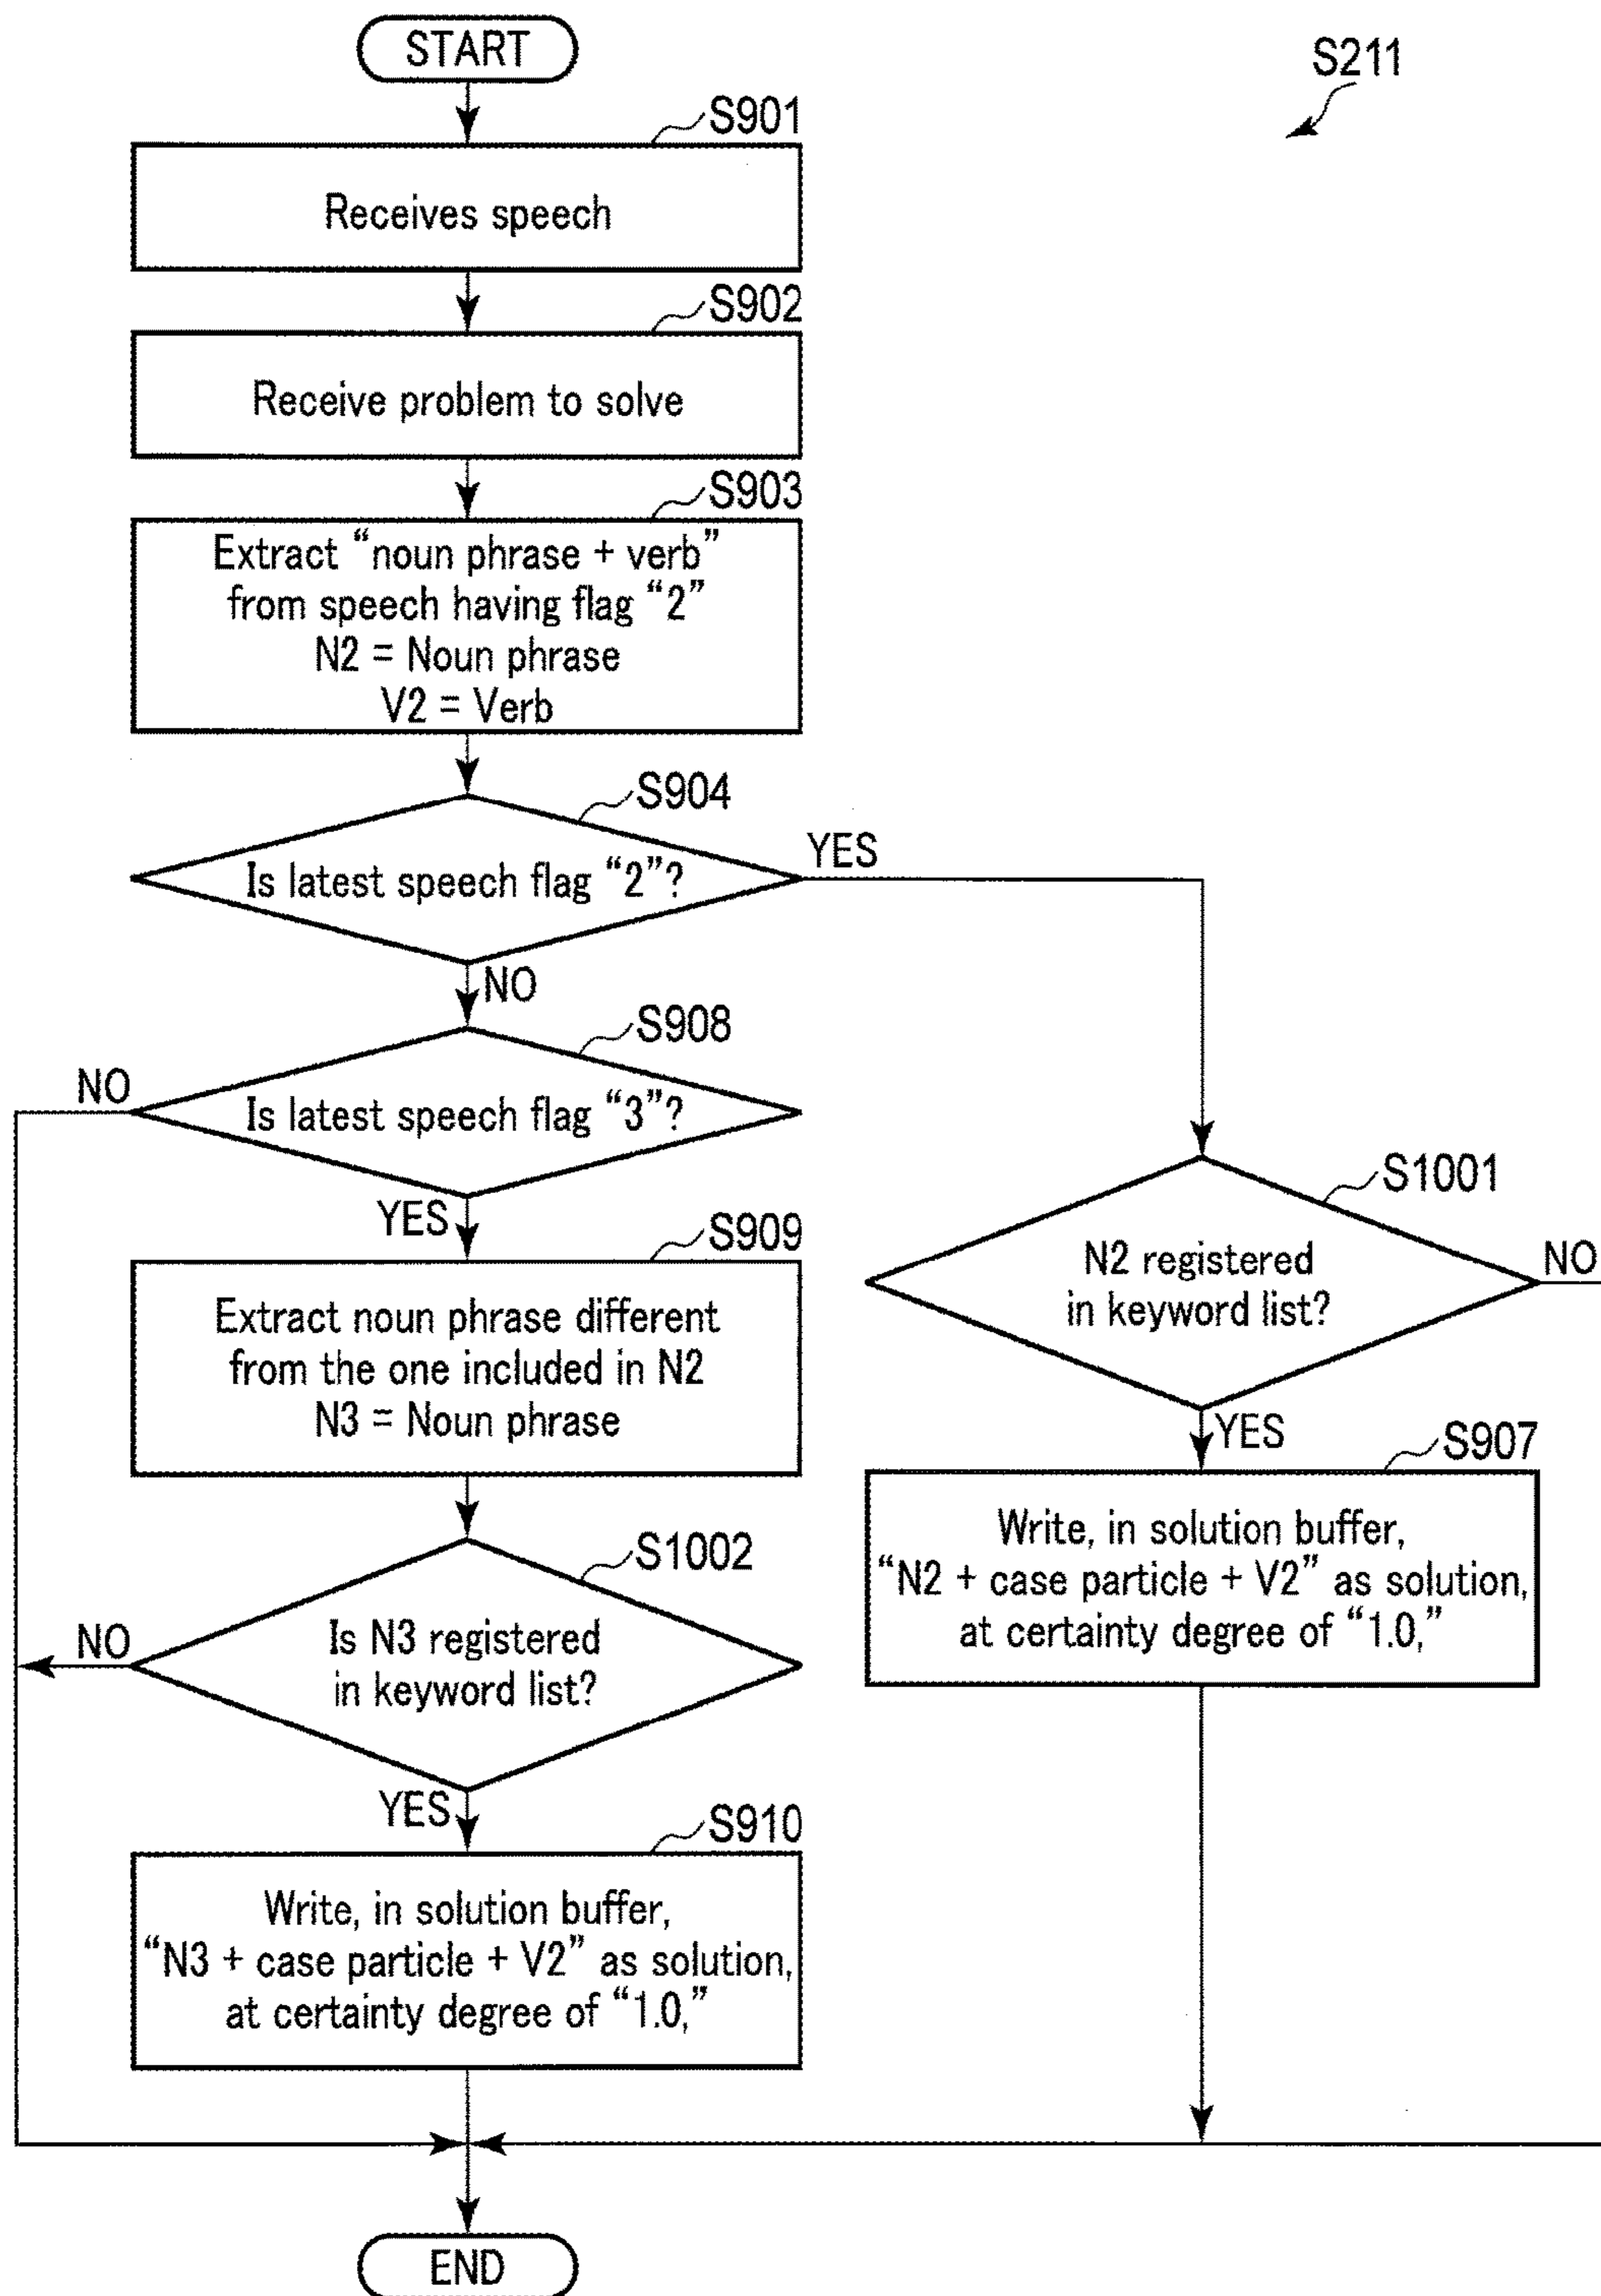 START
S211
S901
Receives speech
S902
Receive problem to solve
S903
Extract “noun phrase + verb”
from speech having flag “2”
N2 = Noun phrase
V2 = Verb
S904
Is latest speech flag “2”?
YES
NO
S908
NO
Is latest speech flag “3”?
YES
S1001
N2 registered
in keyword list?
NO
YES
S909
Extract noun phrase different
from the one included in N2
N3 = Noun phrase
S907
Write, in solution buffer,
“N2 + case particle + V2” as solution,
at certainty degree of “1.0,”
S1002
NO
Is N3 registered
in keyword list?
YES
S910
Write, in solution buffer,
“N3 + case particle + V2” as solution,
at certainty degree of “1.0,”
END